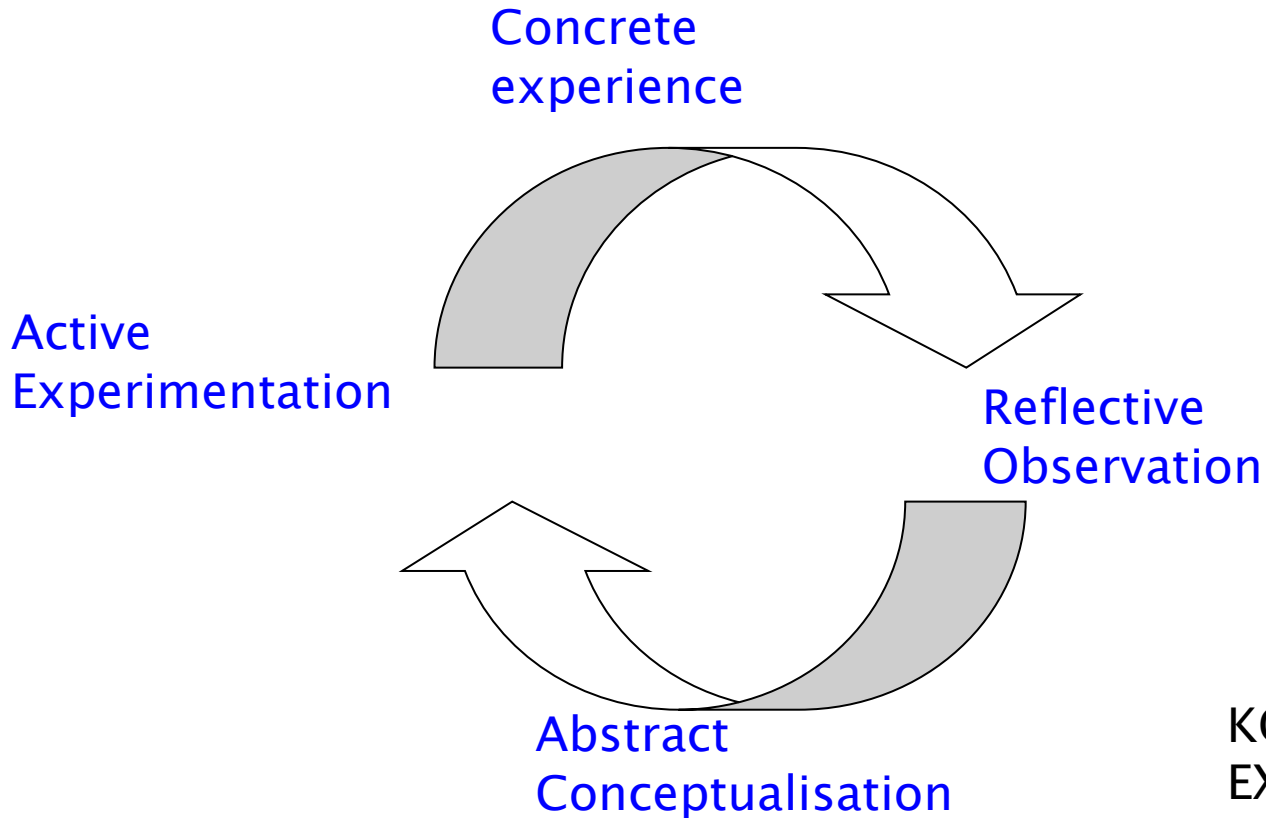 Concrete
experience
Active
Experimentation
Reflective
Observation
Abstract
Conceptualisation